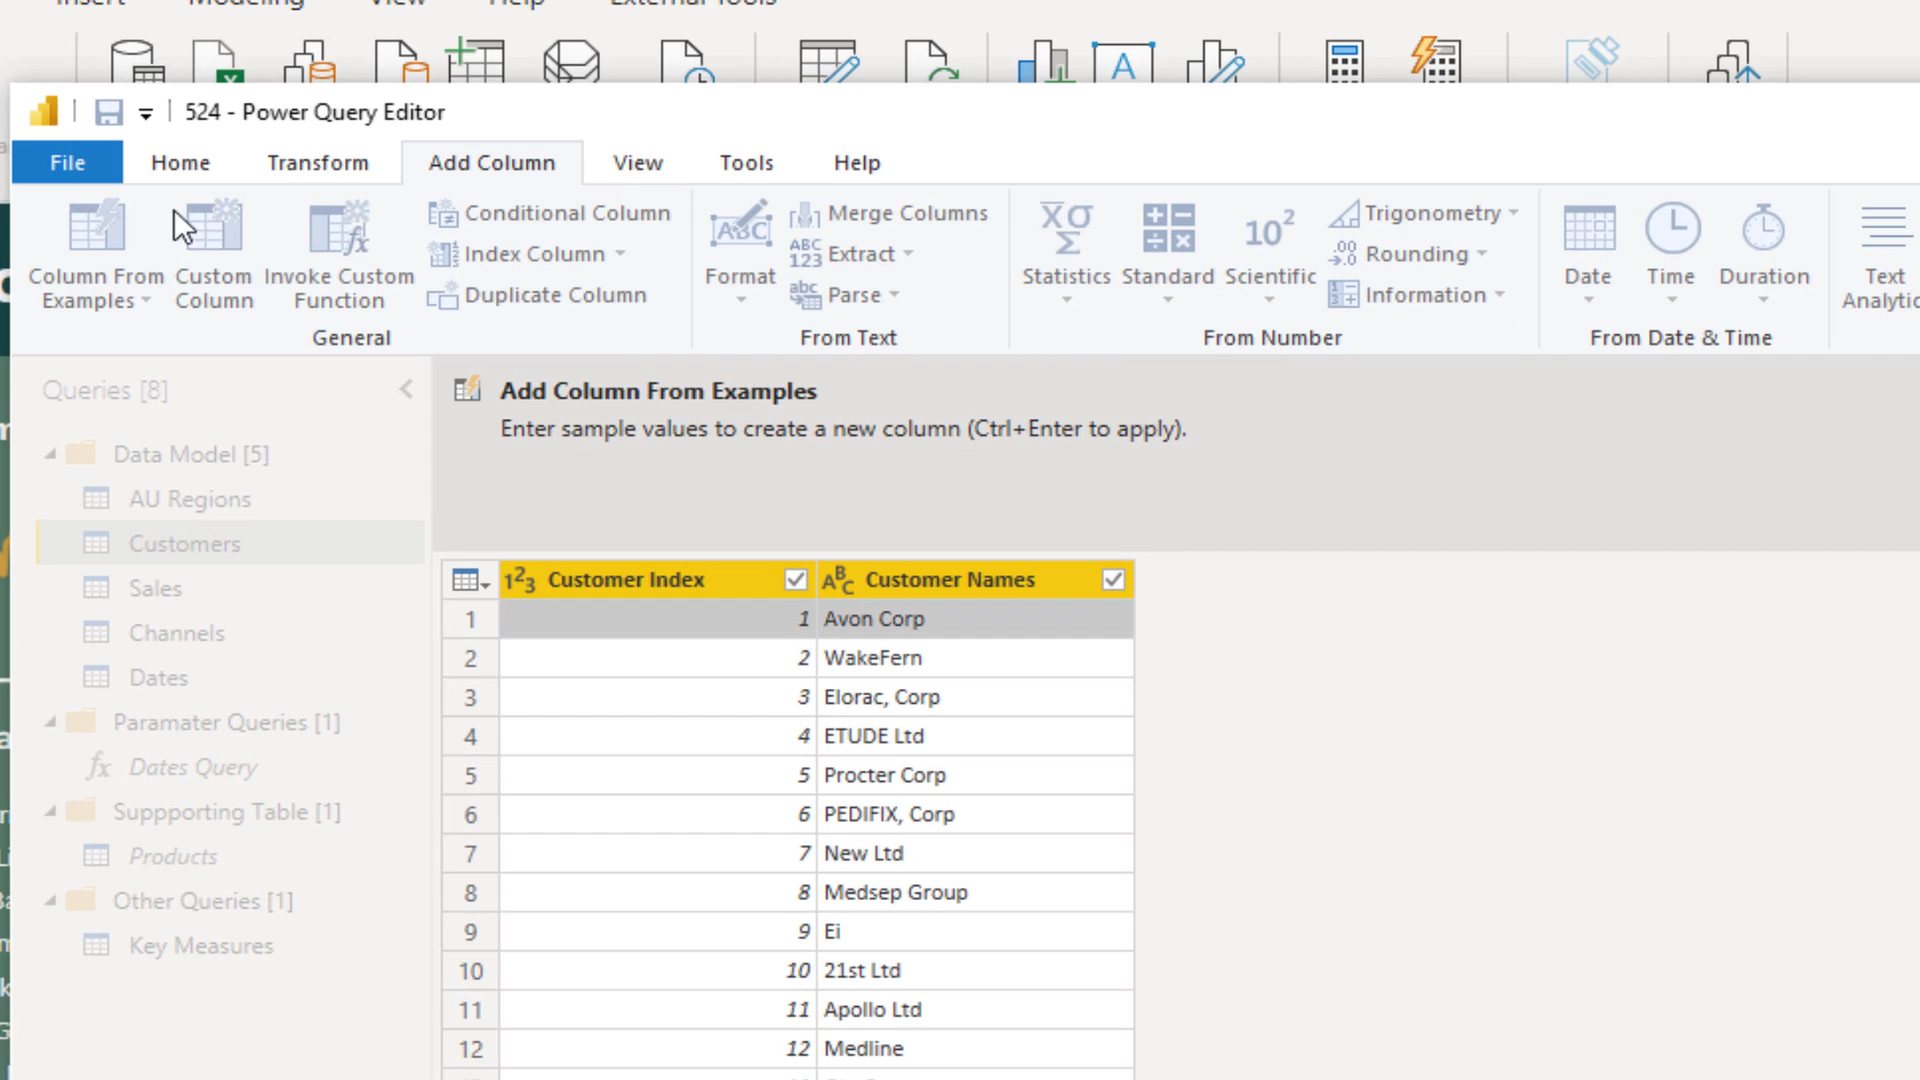 Insert Modeling View Help External Tools
524 - Power Query Editor
File Home Transform Add Column View Tools Help
Column From Examples
Custom Column
Invoke Custom Function
Conditional Column
Index Column
Duplicate Column
General
Format
Merge Columns
Extract
Parse
From Text
Statistics
Standard
Scientific
Trigonometry
Rounding
Information
From Number
Date
Time
Duration
From Date & Time
Text
Queries [8]
Data Model [5]
AU Regions
Customers
Sales
Channels
Dates
Paramater Queries [1]
Dates Query
Suppporting Table [1]
Products
Other Queries [1]
Key Measures
Add Column From Examples
Enter sample values to create a new column (Ctrl+Enter to apply).
Customer Index Customer Names
1 1 Avon Corp
2 2 WakeFern
3 3 Elorac, Corp
4 4 ETUDE Ltd
5 5 Procter Corp
6 6 PEDIFIX, Corp
7 7 New Ltd
8 8 Medsep Group
9 9 Ei
10 10 21st Ltd
11 11 Apollo Ltd
12 12 Medline